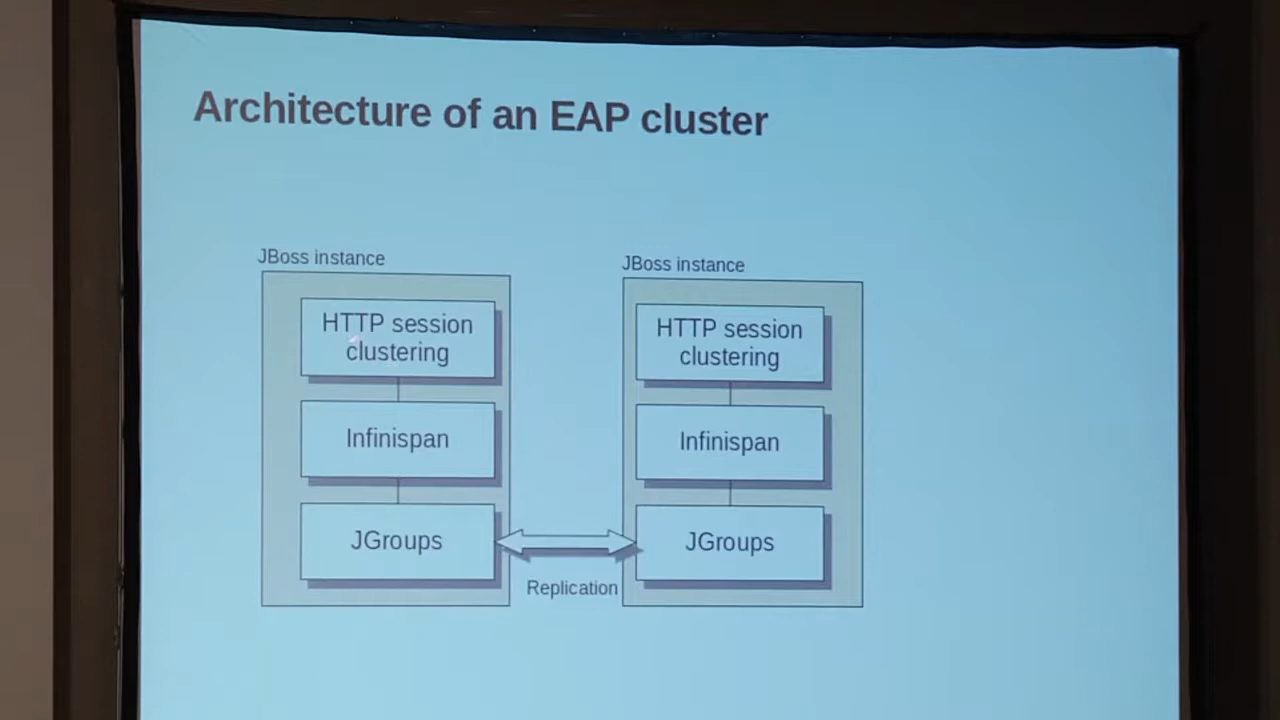 Architecture of an EAP cluster
JBoss instance
HTTP session
clustering
Infinispan
JGroups
Replication
JBoss instance
HTTP session
clustering
Infinispan
JGroups